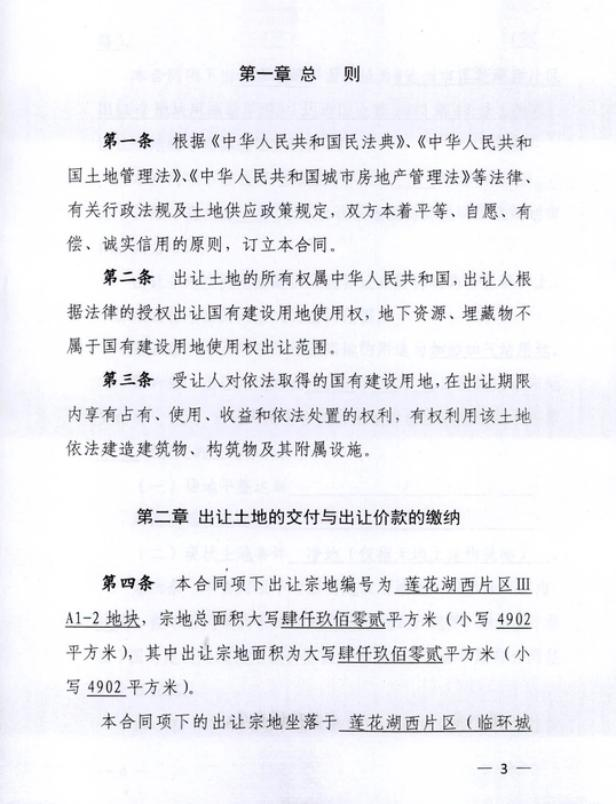 第一章 总 则
第一条 根据《中华人民共和国民法典》、《中华人民共和
国土地管理法》、《中华人民共和国城市房地产管理法》等法律、
有关行政法规及土地供应政策规定，双方本着平等、自愿、有
偿、诚实信用的原则，订立本合同。
第二条 出让土地的所有权属中华人民共和国，出让人根
据法律的授权出让国有建设用地使用权，地下资源、埋藏物不
属于国有建设用地使用权出让范围。
第三条 受让人对依法取得的国有建设用地，在出让期限
内享有占有、使用、收益和依法处置的权利，有权利用该土地
依法建造建筑物、构筑物及其附属设施。
第二章 出让土地的交付与出让价款的缴纳
第四条 本合同项下出让宗地编号为 莲花湖西片区Ⅲ
A1-2 地块，宗地总面积大写肆仟玖佰零贰平方米（小写 4902
平方米），其中出让宗地面积为大写肆仟玖佰零贰平方米（小
写 4902 平方米）。
本合同项下的出让宗地坐落于 莲花湖西片区（临环城
— 3 —